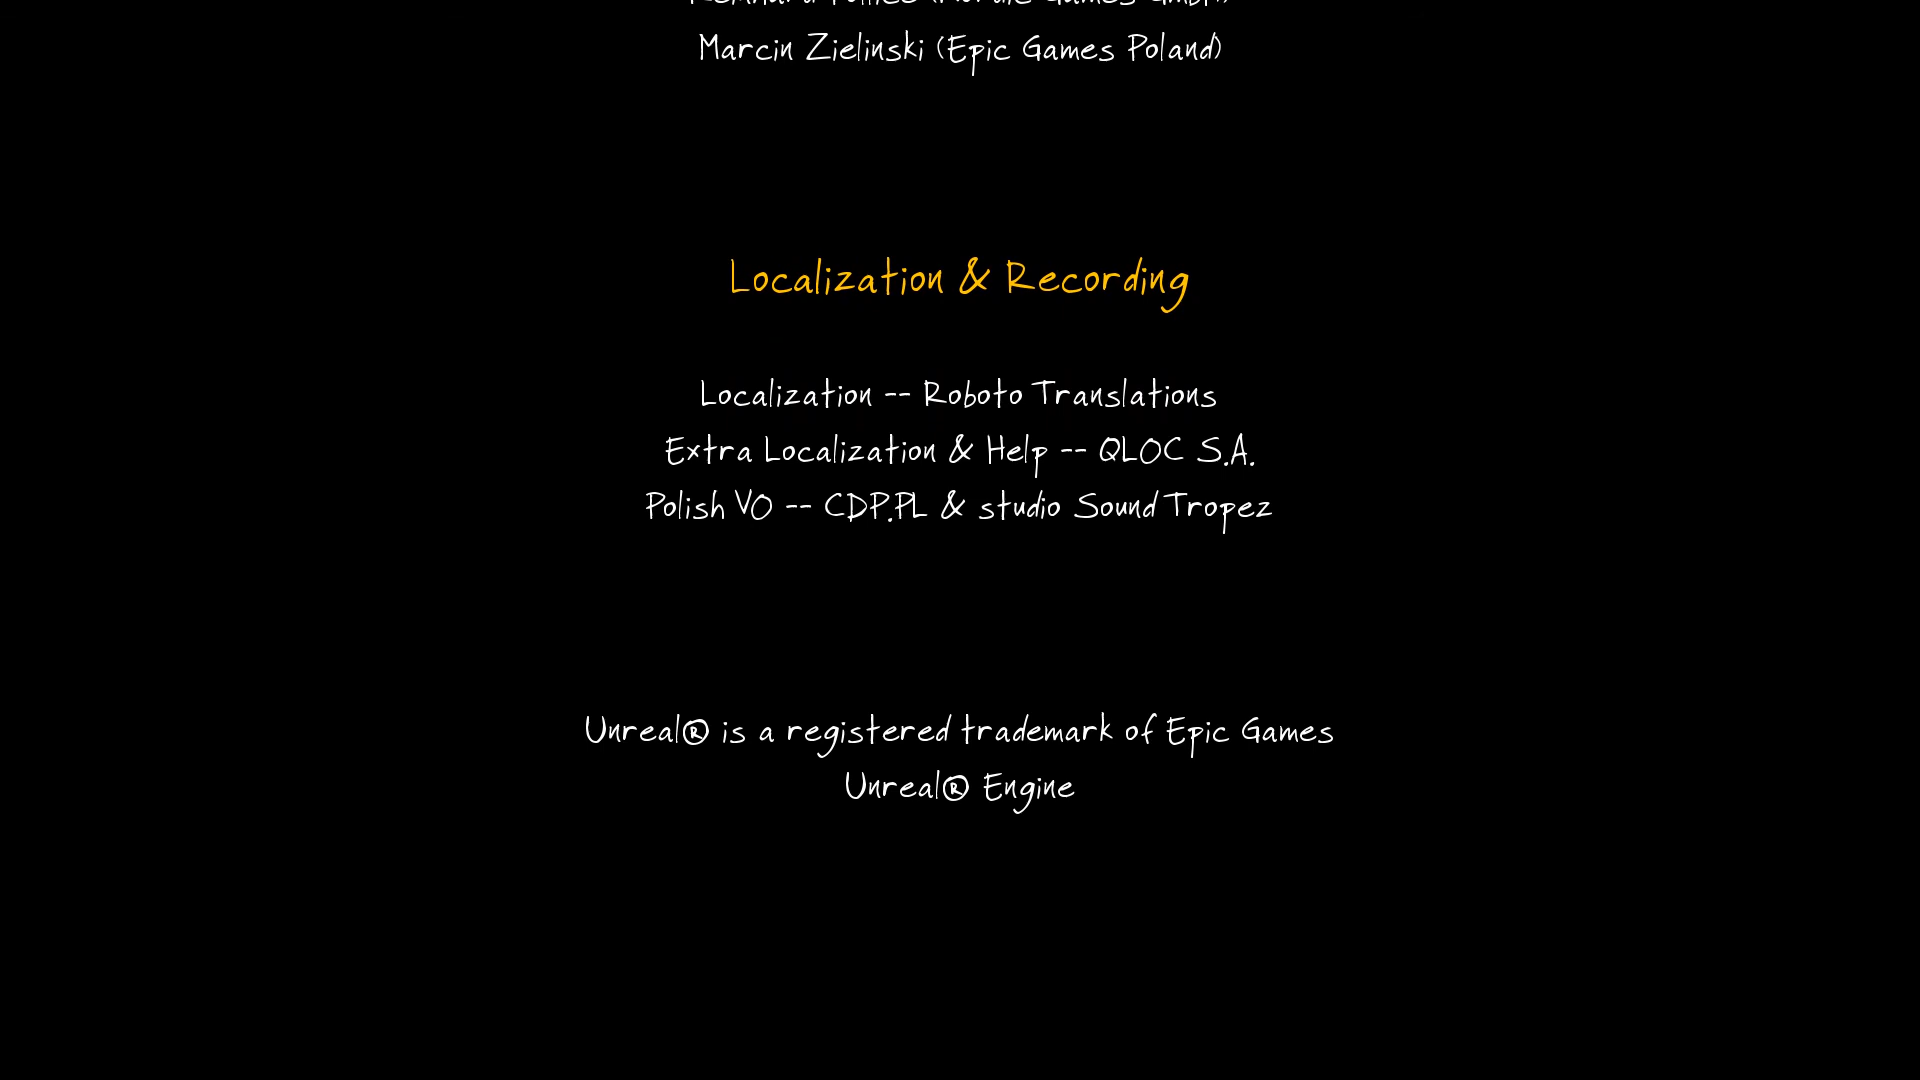 Marcin Zielinski (Epic Games Poland)
Localization & Recording
Localization -- Roboto Translations
Extra Localization & Help -- QLOC S.A.
Polish VO -- CDP.PL & studio Sound Tropez
Unreal® is a registered trademark of Epic Games
Unreal® Engine